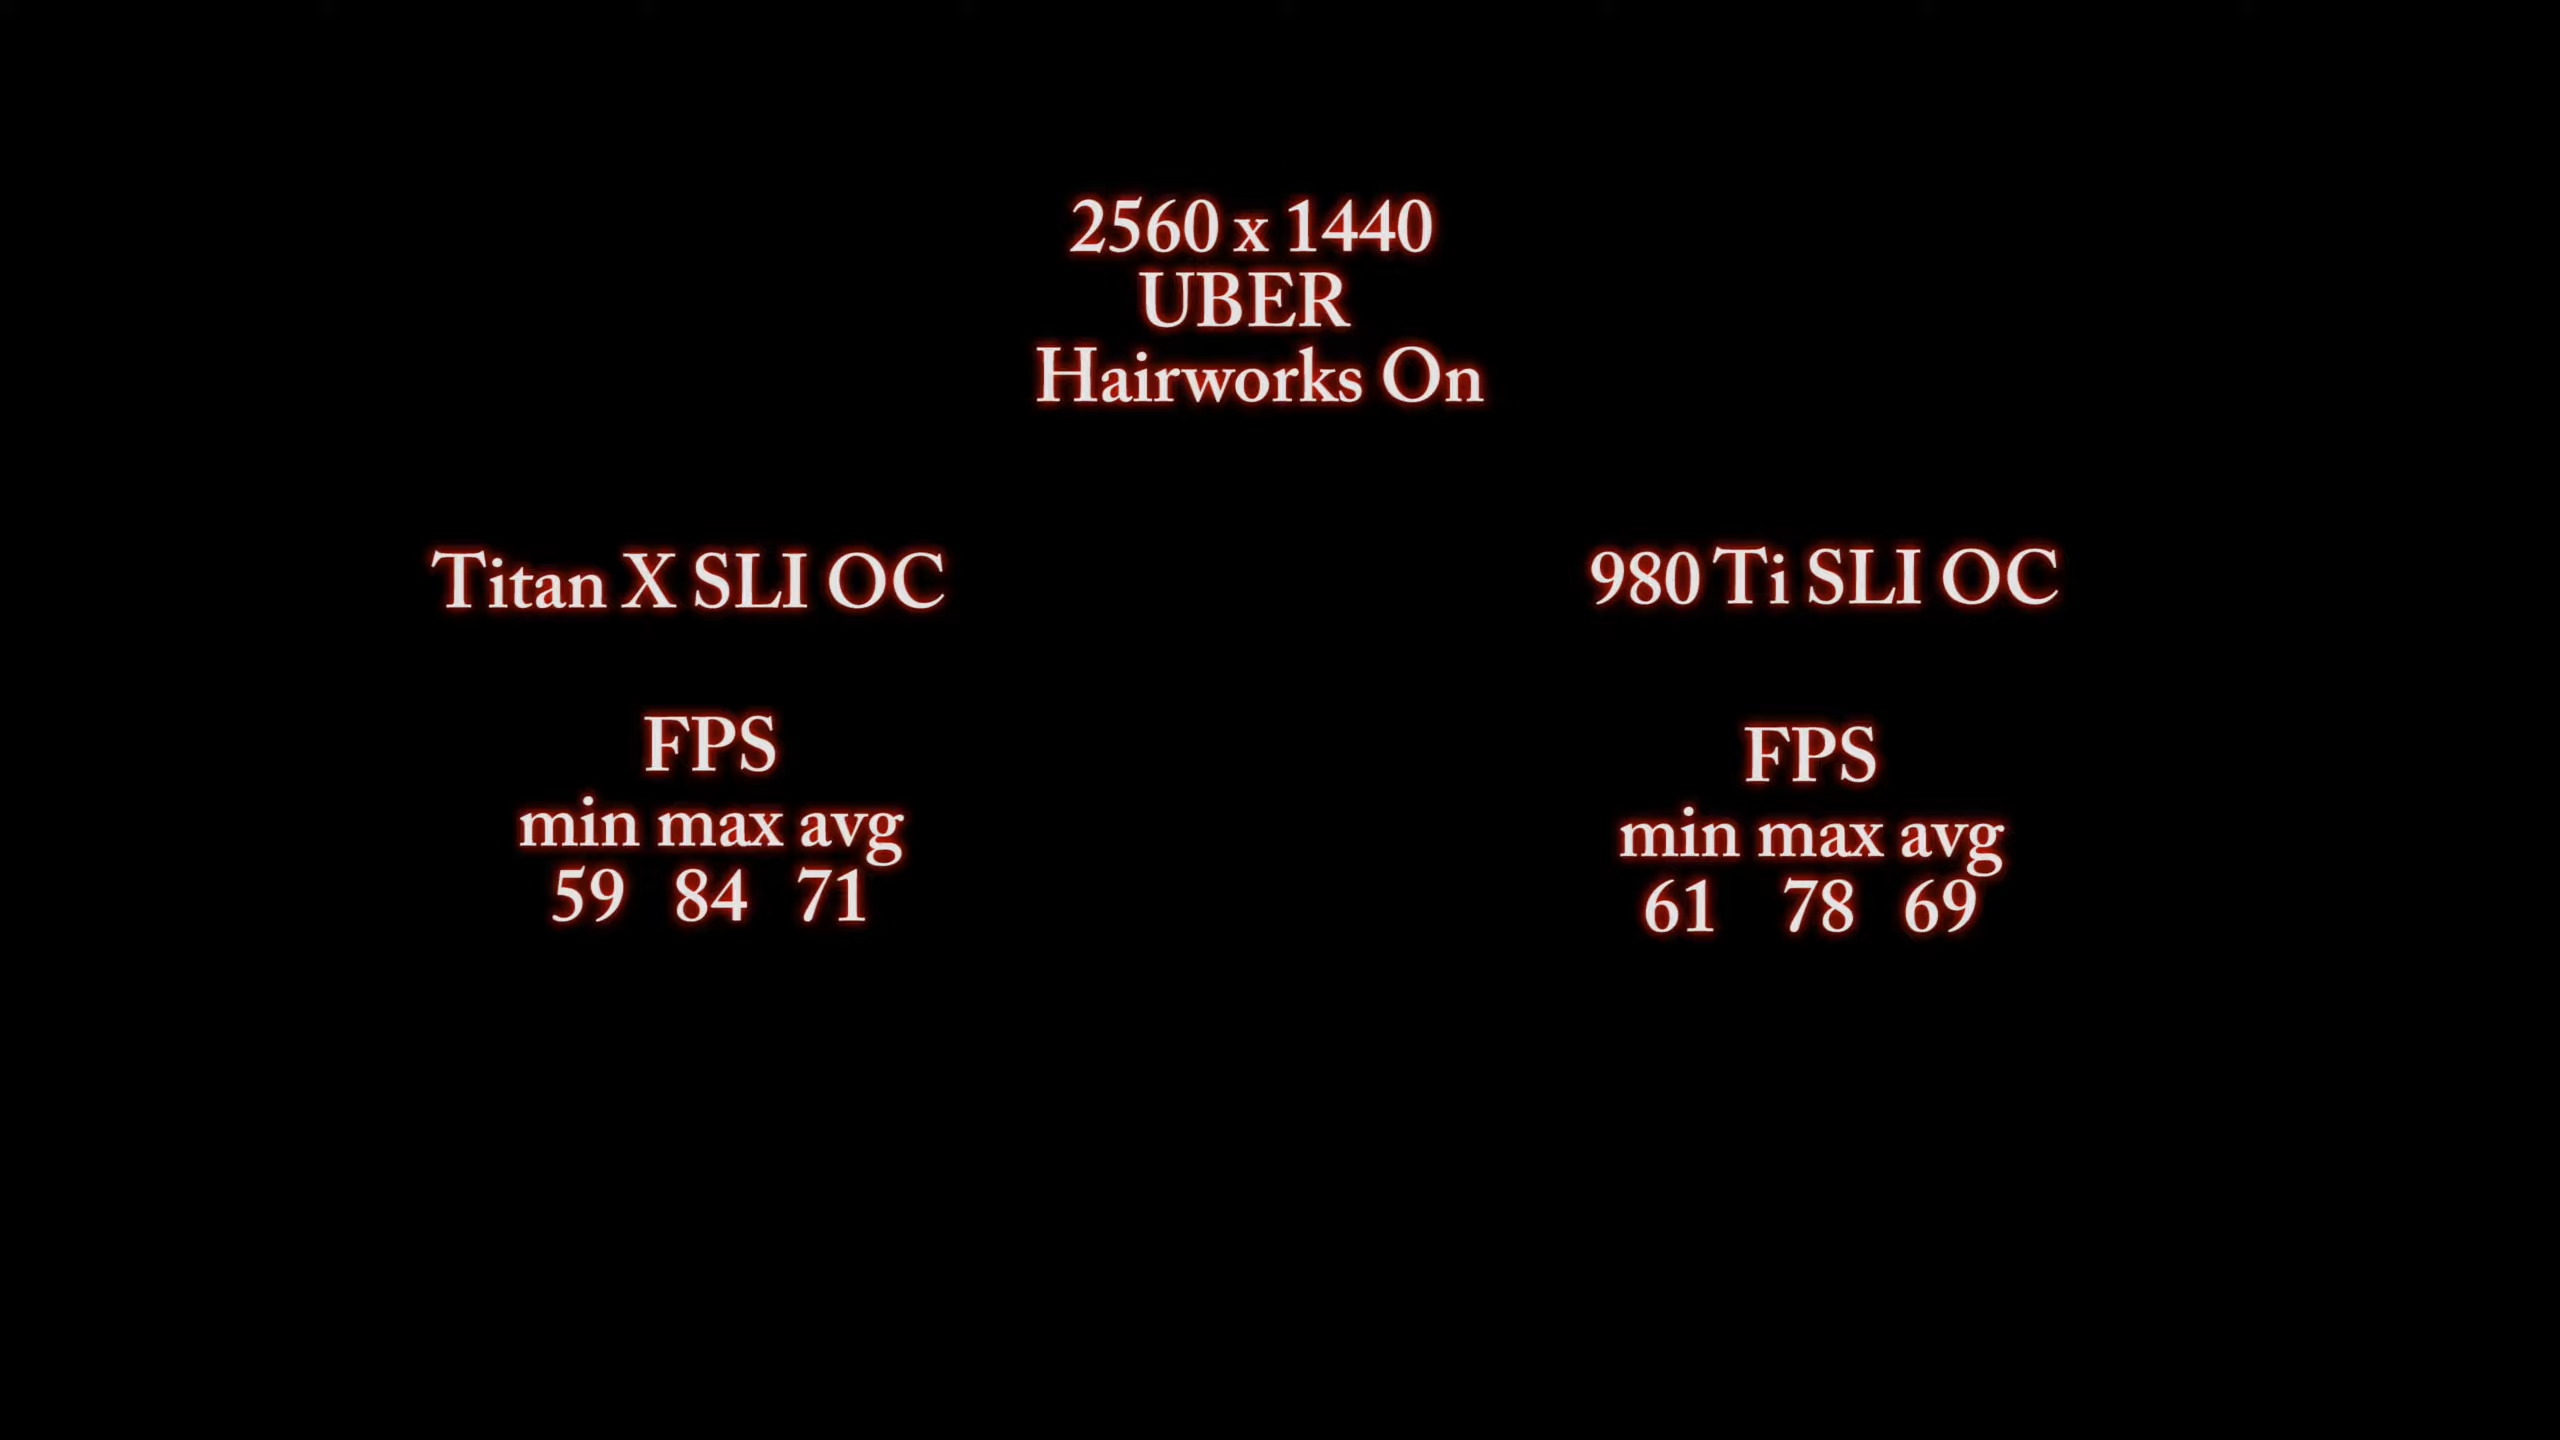 2560 x 1440
UBER
Hairworks On
Titan X SLI OC
FPS
min max avg
59 84 71
980 Ti SLI OC
FPS
min max avg
61 78 69